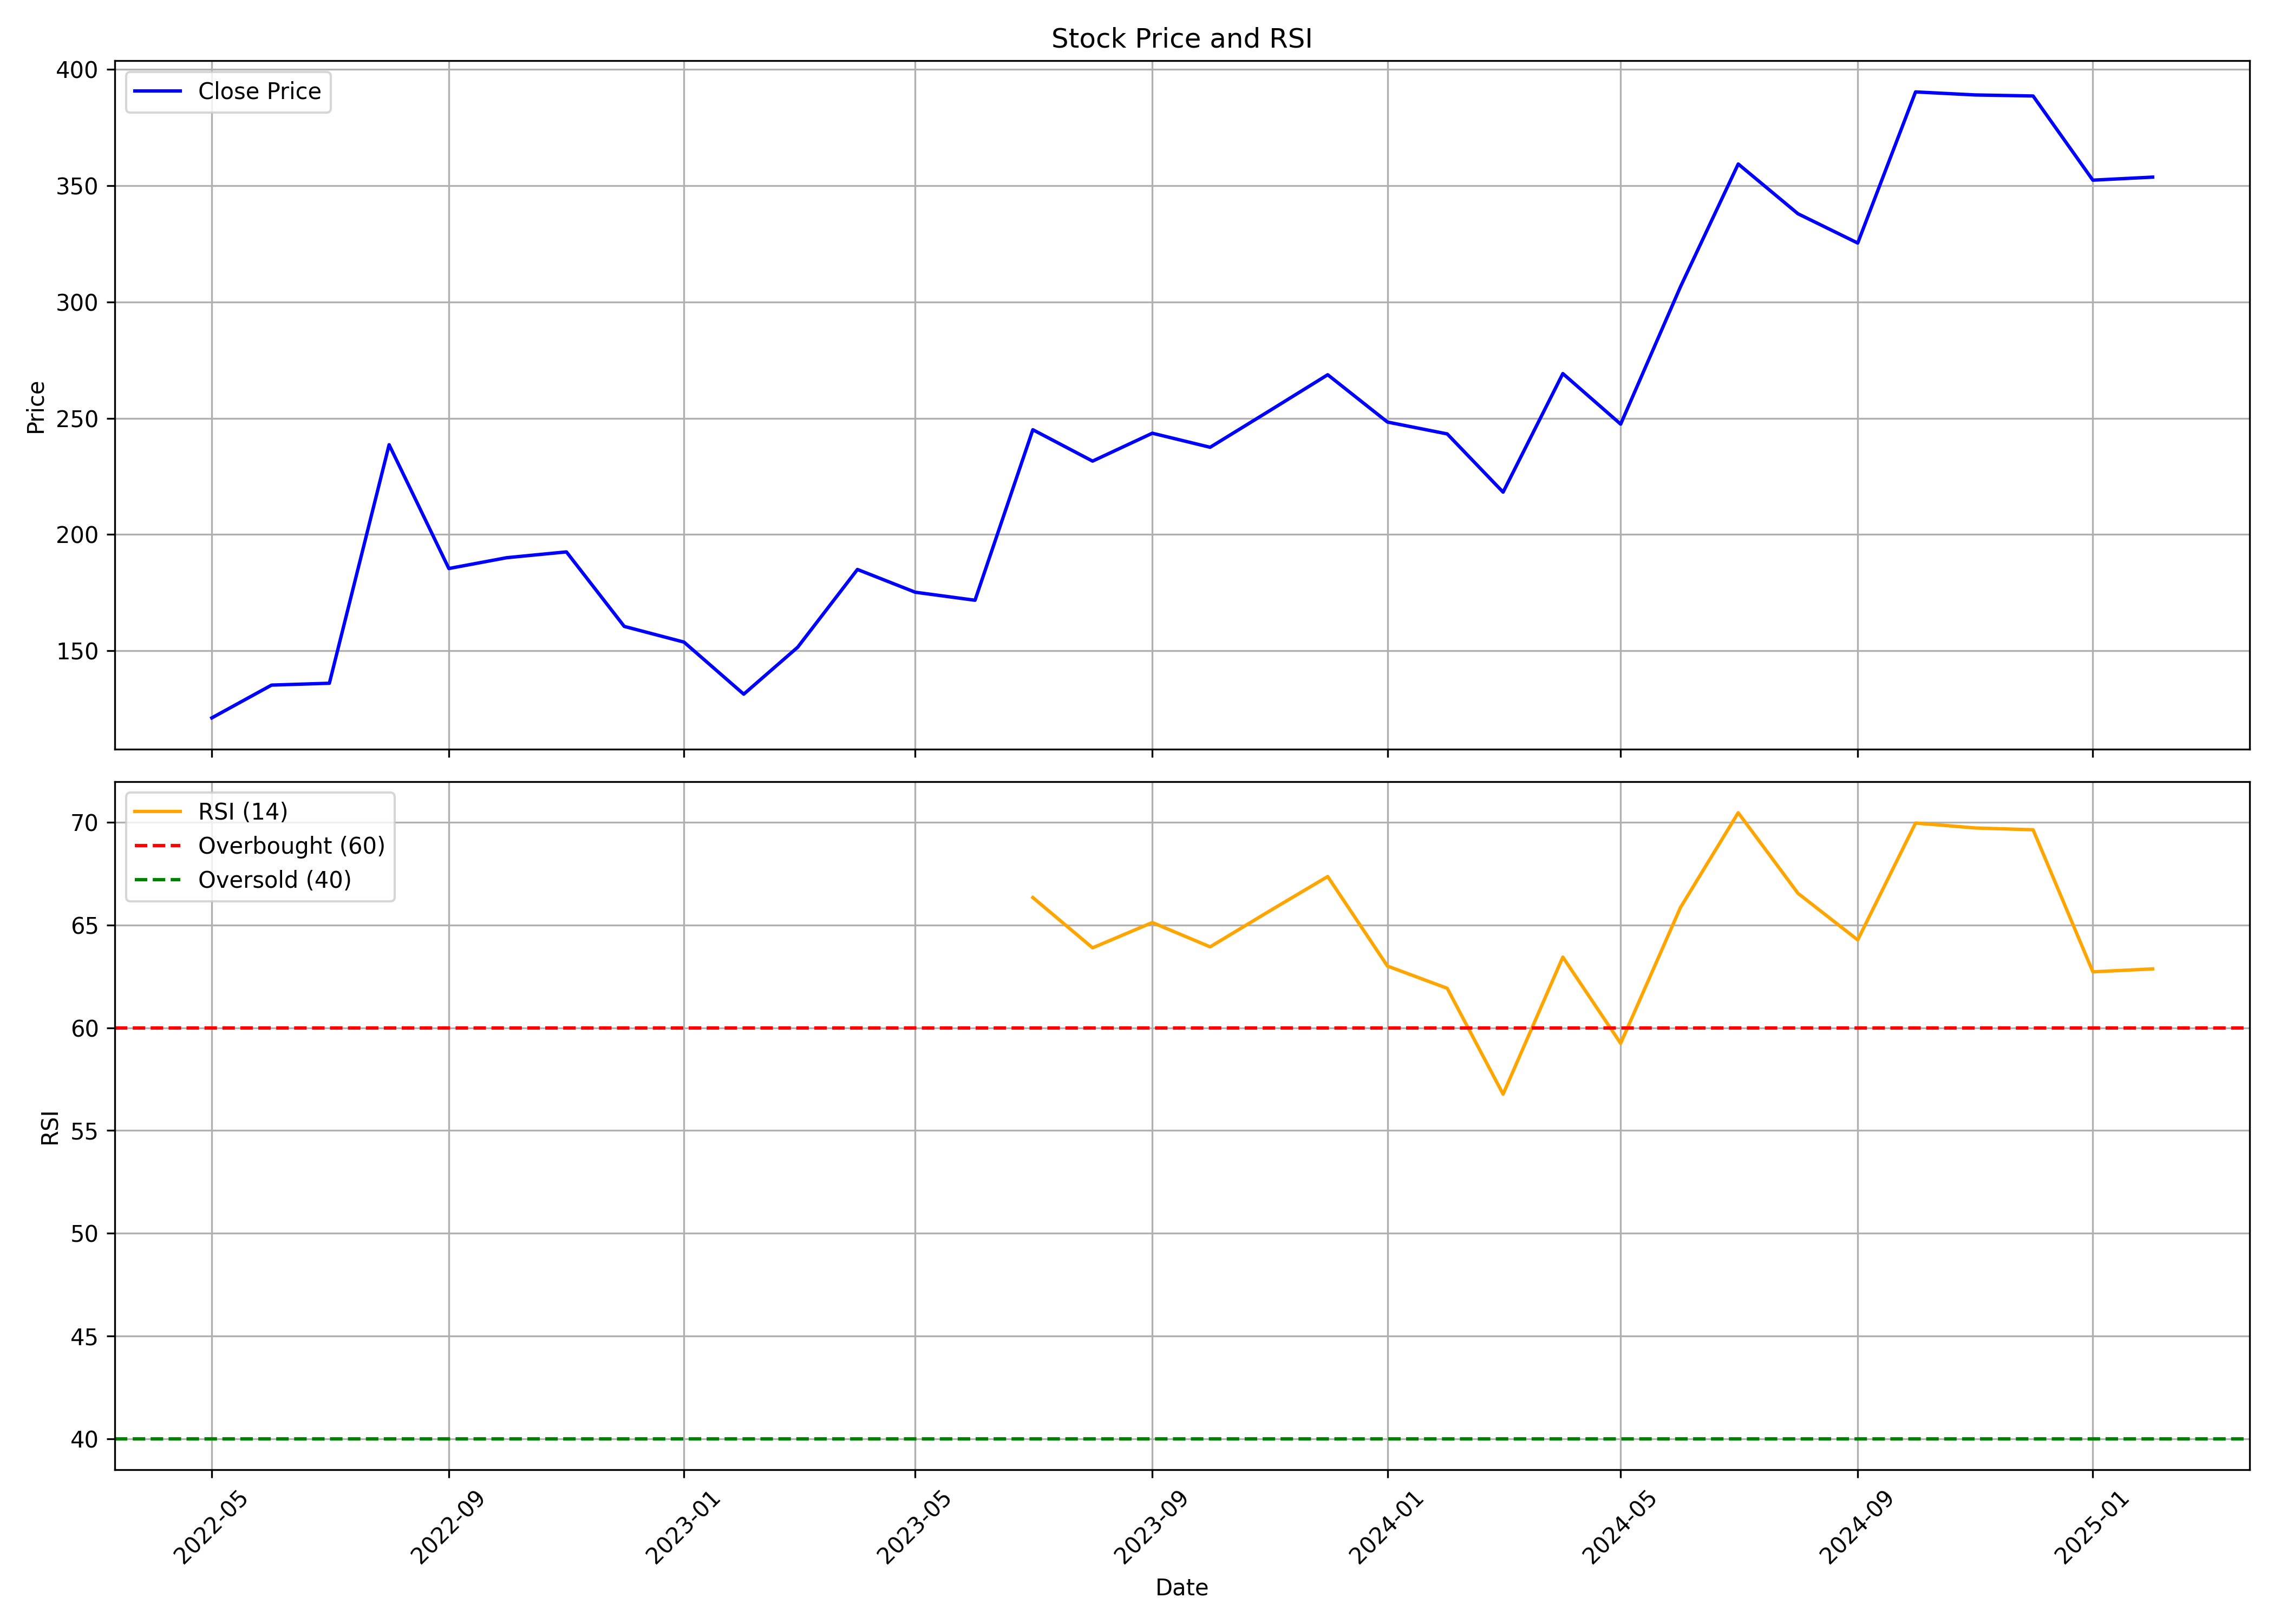 Stock Price and RSI
Close Price
400
350
300
250
200
150
Price
RSI (14)
Overbought (60)
Oversold (40)
70
65
60
55
50
45
40
RSI
2022-05
2022-09
2023-01
2023-05
2023-09
2024-01
2024-05
2024-09
2025-01
Date